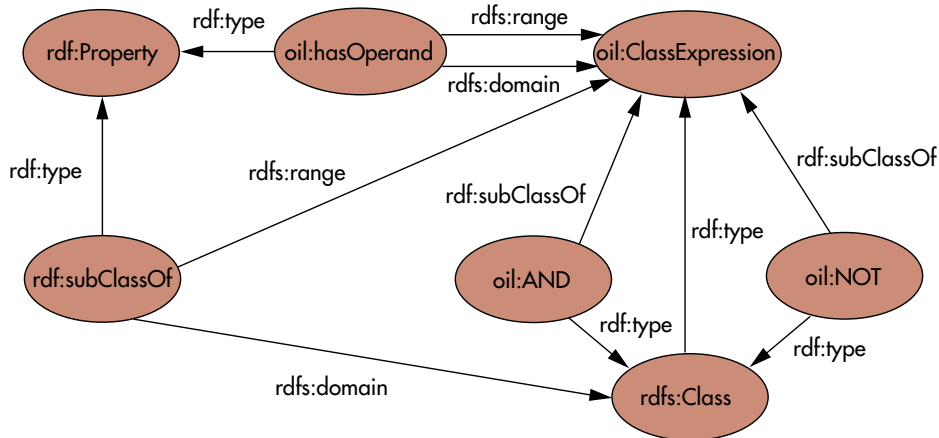 rdf:type
rdfs:range
rdf:Property
oil:hasOperand
oil:ClassExpression
rdfs:domain
rdf:type
rdfs:range
rdf:subClassOf
rdf:subClassOf
rdf:type
rdf:subClassOf
oil:AND
oil:NOT
rdf:type
rdf:type
rdfs:domain
rdfs:Class